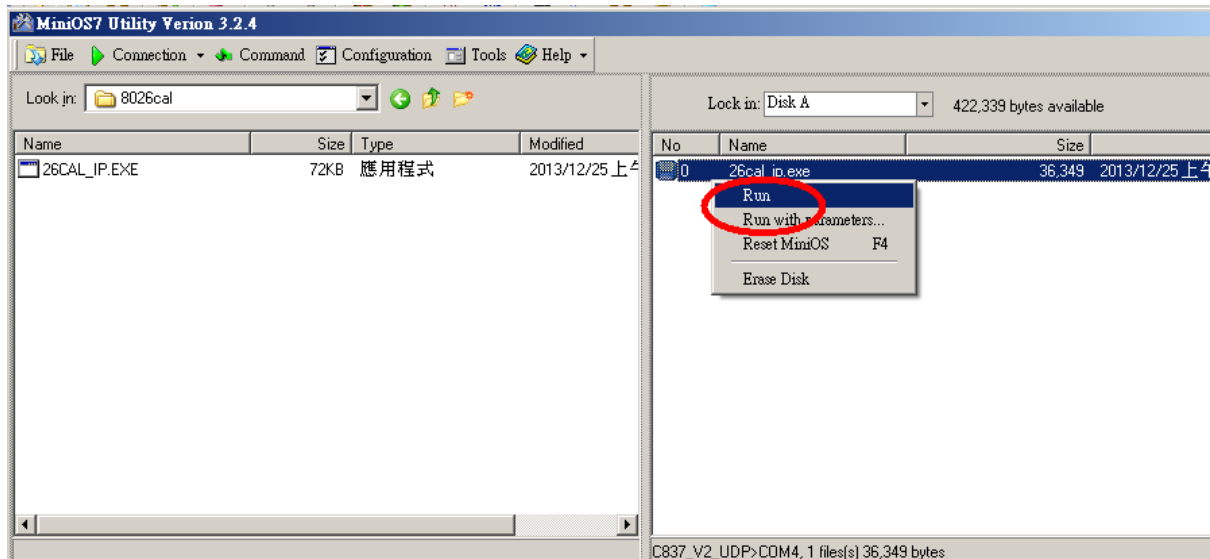 MiniOS7 Utility Verion 3.2.4
File Connection Command Configuration Tools Help
Look in: 8026cal
Name Size Type Modified
26CAL_IP.EXE 72KB 應用程式 2013/12/25 上午
Lock in: Disk A 422,339 bytes available
No Name Size
0 26cal_ip.exe 36,349 2013/12/25 上午
Run
Run with parameters...
Reset MiniOS F4
Erase Disk
C837_V2_UDP>COM4, 1 files(s) 36,349 bytes